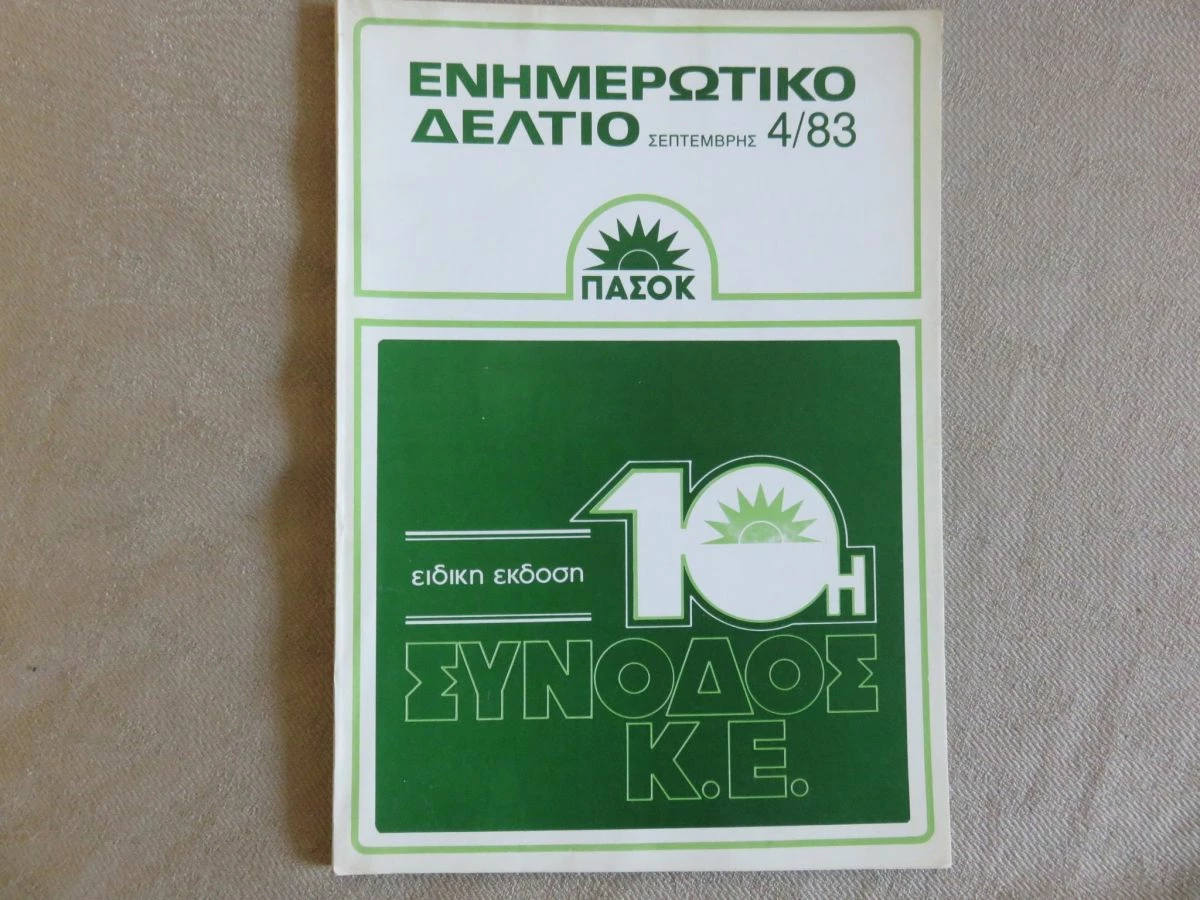 ΕΝΗΜΕΡΩΤΙΚΟ
ΔΕΛΤΙΟ ΣΕΠΤΕΜΒΡΗΣ 4/83
ΠΑΣΟΚ
ειδικη εκδοση
10Η
ΣΥΝΟΔΟΣ
Κ.Ε.